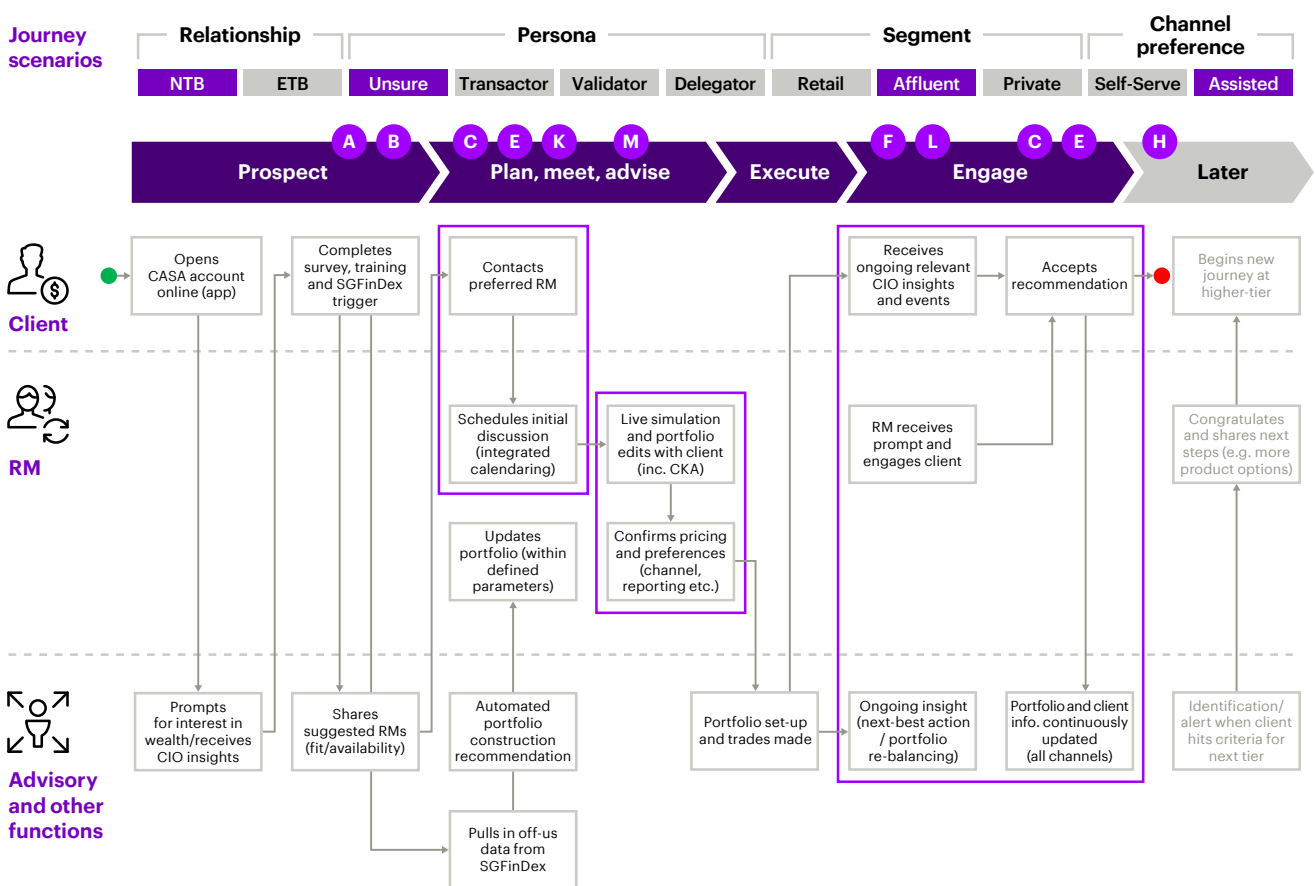 Journey
scenarios
Relationship
Persona
Segment
Channel
preference
NTB
ETB
Unsure
Transactor
Validator
Delegator
Retail
Affluent
Private
Self-Serve
Assisted
A
B
C
E
K
M
F
L
C
E
H
Prospect
Plan, meet, advise
Execute
Engage
Later
Client
Opens
CASA account
online (app)
Completes
survey, training
and SGFinDex
trigger
Contacts
preferred RM
Receives
ongoing relevant
CIO insights
and events
Accepts
recommendation
Begins new
journey at
higher-tier
RM
Schedules initial
discussion
(integrated
calendaring)
Live simulation
and portfolio
edits with client
(inc. CKA)
RM receives
prompt and
engages client
Congratulates
and shares next
steps (e.g. more
product options)
Updates
portfolio (within
defined
parameters)
Confirms pricing
and preferences
(channel,
reporting etc.)
Advisory
and other
functions
Prompts
for interest in
wealth/receives
CIO insights
Shares
suggested RMs
(fit/availability)
Automated
portfolio
construction
recommendation
Portfolio set-up
and trades made
Ongoing insight
(next-best action
/ portfolio
re-balancing)
Portfolio and client
info. continuously
updated
(all channels)
Identification/
alert when client
hits criteria for
next tier
Pulls in off-us
data from
SGFinDex